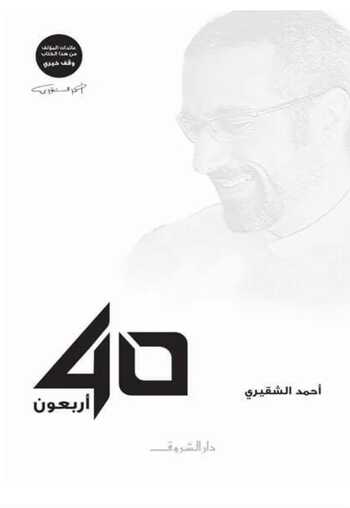 عائدات المؤلف
من هذا الكتاب
وقف خيري
40
أربعون
أحمد الشقيري
دار الشروق